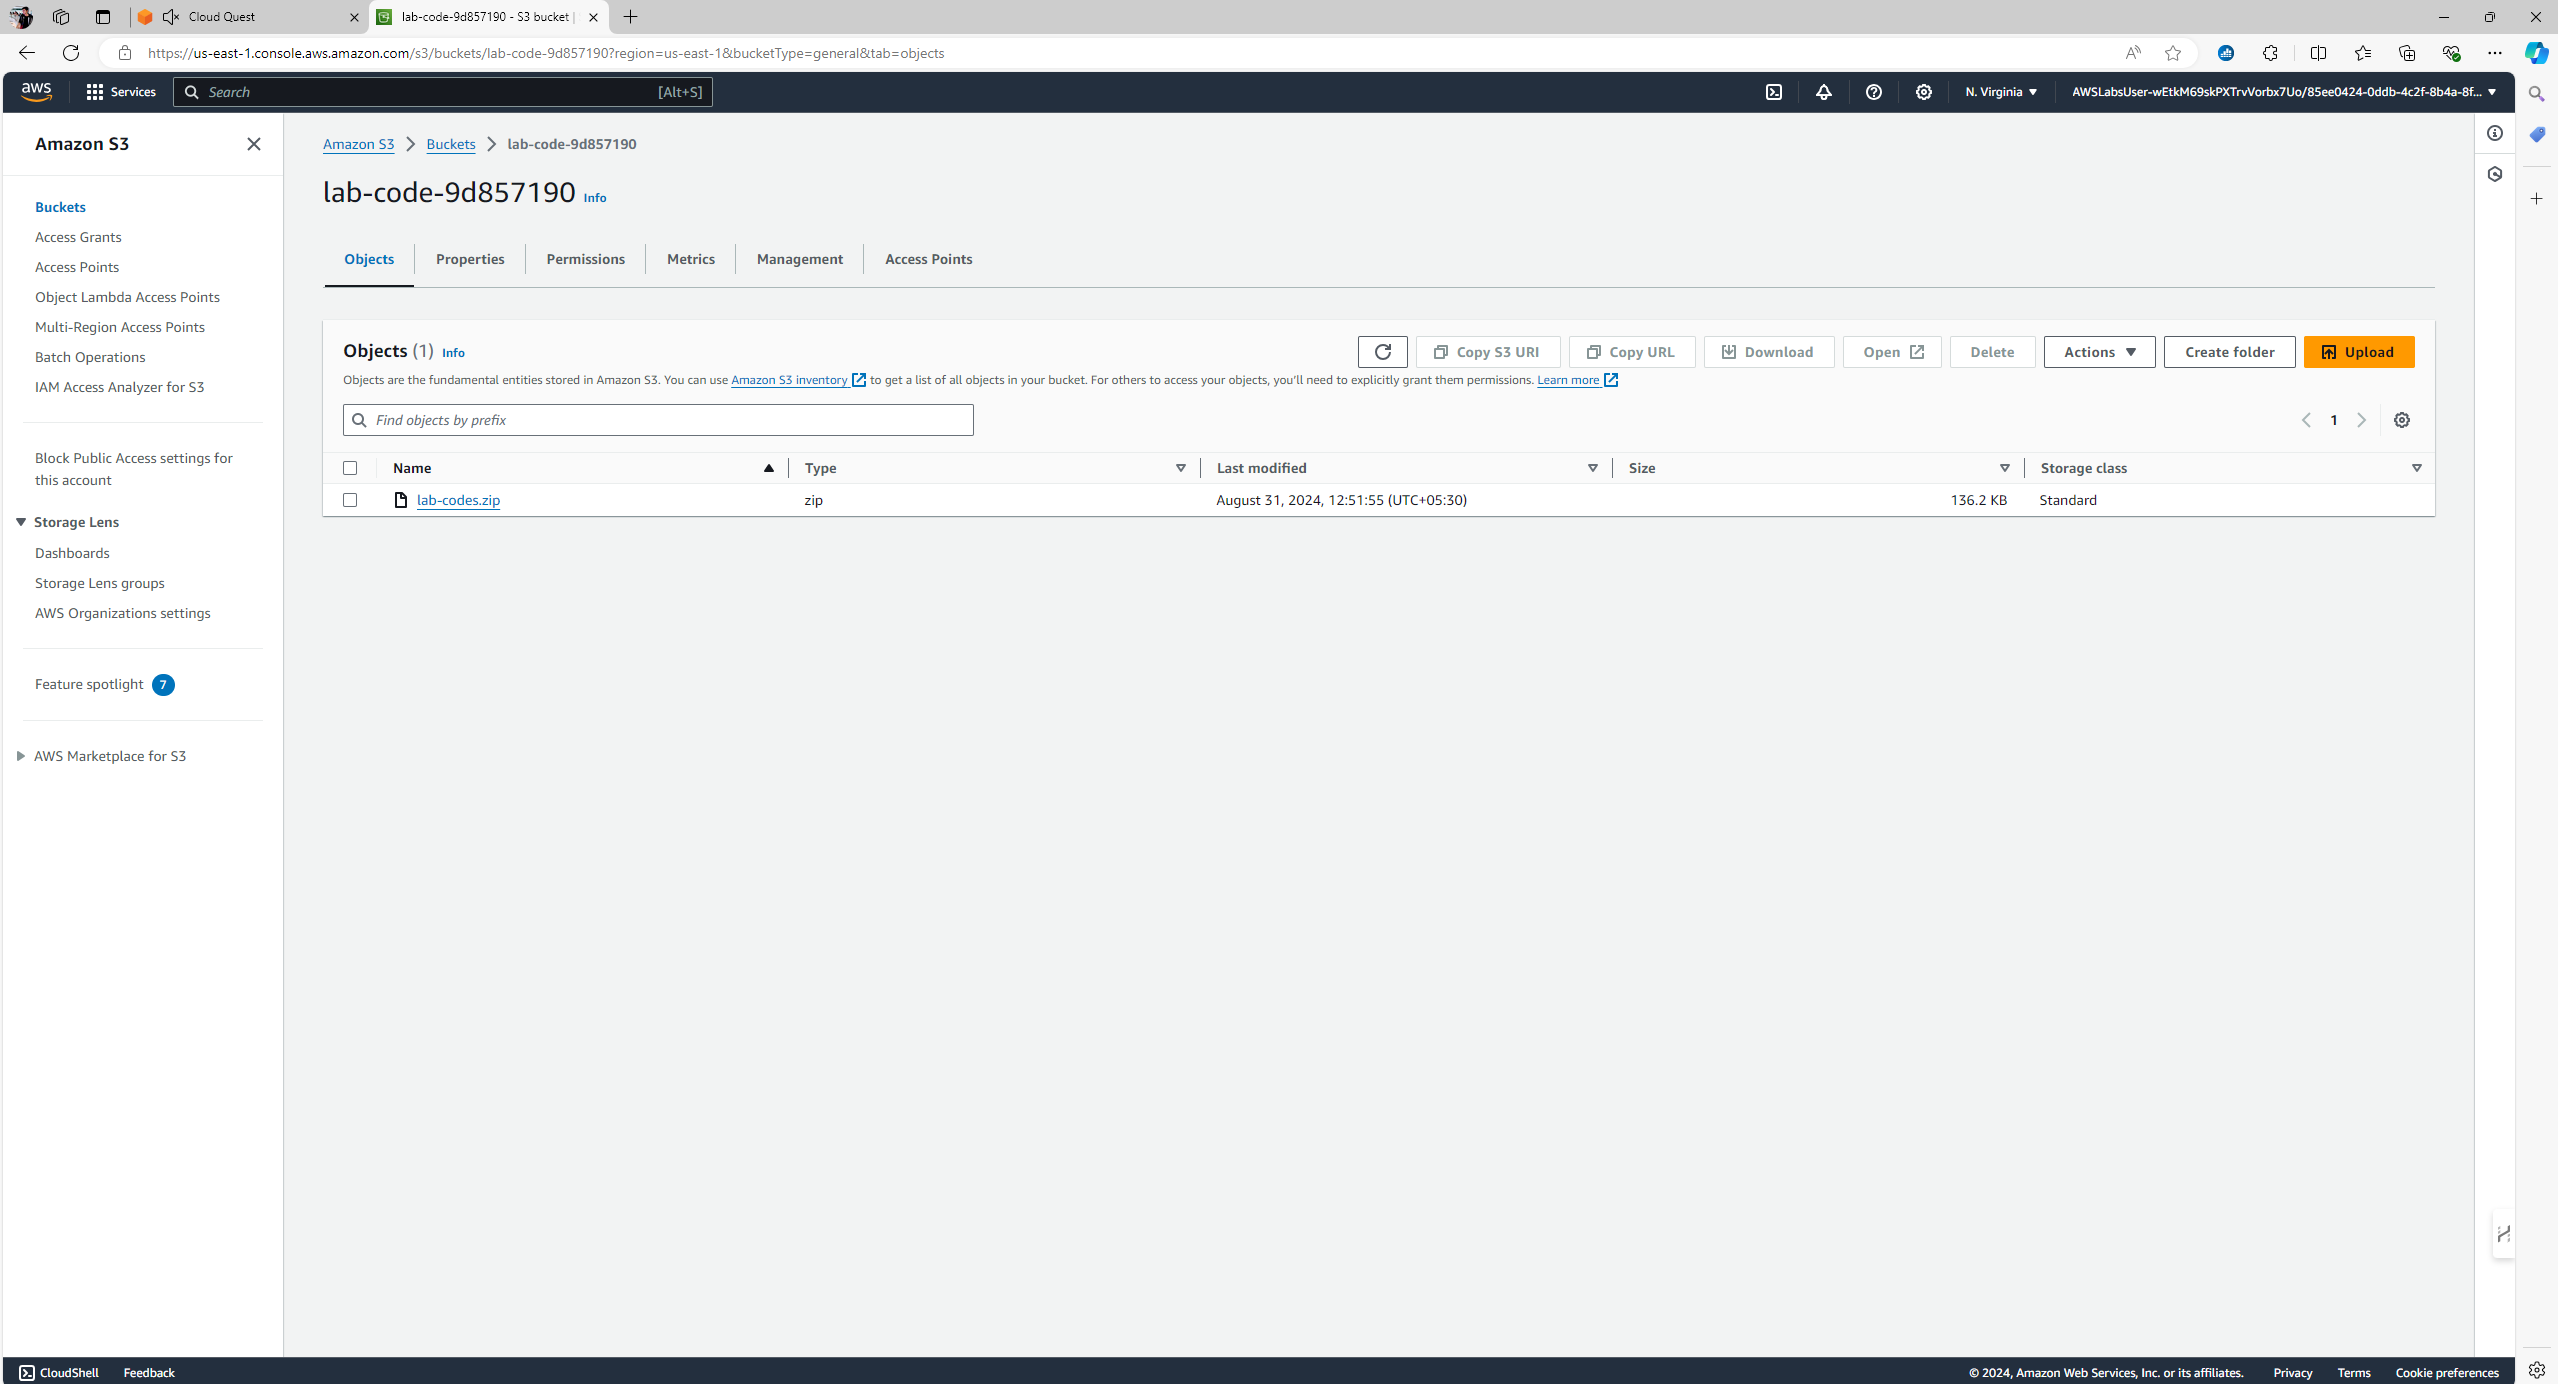 Cloud Quest
lab-code-9d857190 - S3 bucket |
https://us-east-1.console.aws.amazon.com/s3/buckets/lab-code-9d857190?region=us-east-1&bucketType=general&tab=objects
aws Services Search [Alt+S] N. Virginia AWSLabsUser-wEtkM69skPXTrvVorbx7Uo/85ee0424-0ddb-4c2f-8b4a-8f...
Amazon S3
Buckets
Access Grants
Access Points
Object Lambda Access Points
Multi-Region Access Points
Batch Operations
IAM Access Analyzer for S3
Block Public Access settings for
this account
Storage Lens
Dashboards
Storage Lens groups
AWS Organizations settings
Feature spotlight 7
AWS Marketplace for S3
Amazon S3 Buckets lab-code-9d857190
lab-code-9d857190 Info
Objects Properties Permissions Metrics Management Access Points
Objects (1) Info
Copy S3 URI Copy URL Download Open Delete Actions Create folder Upload
Objects are the fundamental entities stored in Amazon S3. You can use Amazon S3 inventory to get a list of all objects in your bucket. For others to access your objects, you'll need to explicitly grant them permissions. Learn more
Find objects by prefix
1
Name Type Last modified Size Storage class
lab-codes.zip zip August 31, 2024, 12:51:55 (UTC+05:30) 136.2 KB Standard
CloudShell Feedback © 2024, Amazon Web Services, Inc. or its affiliates. Privacy Terms Cookie preferences